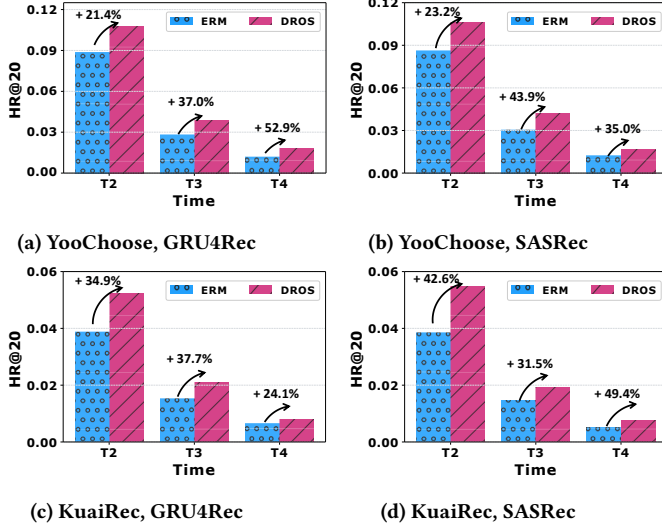 + 21.4%
ERM
DROS
0.12
0.09
0.06
0.03
0.00
HR@20
+ 37.0%
+ 52.9%
T2 T3 T4
Time
(a) YooChoose, GRU4Rec
+ 23.2%
ERM
DROS
0.12
0.09
0.06
0.03
0.00
HR@20
+ 43.9%
+ 35.0%
T2 T3 T4
Time
(b) YooChoose, SASRec
+ 34.9%
ERM
DROS
0.06
0.04
0.02
0.00
HR@20
+ 37.7%
+ 24.1%
T2 T3 T4
Time
(c) KuaiRec, GRU4Rec
+ 42.6%
ERM
DROS
0.06
0.04
0.02
0.00
HR@20
+ 31.5%
+ 49.4%
T2 T3 T4
Time
(d) KuaiRec, SASRec